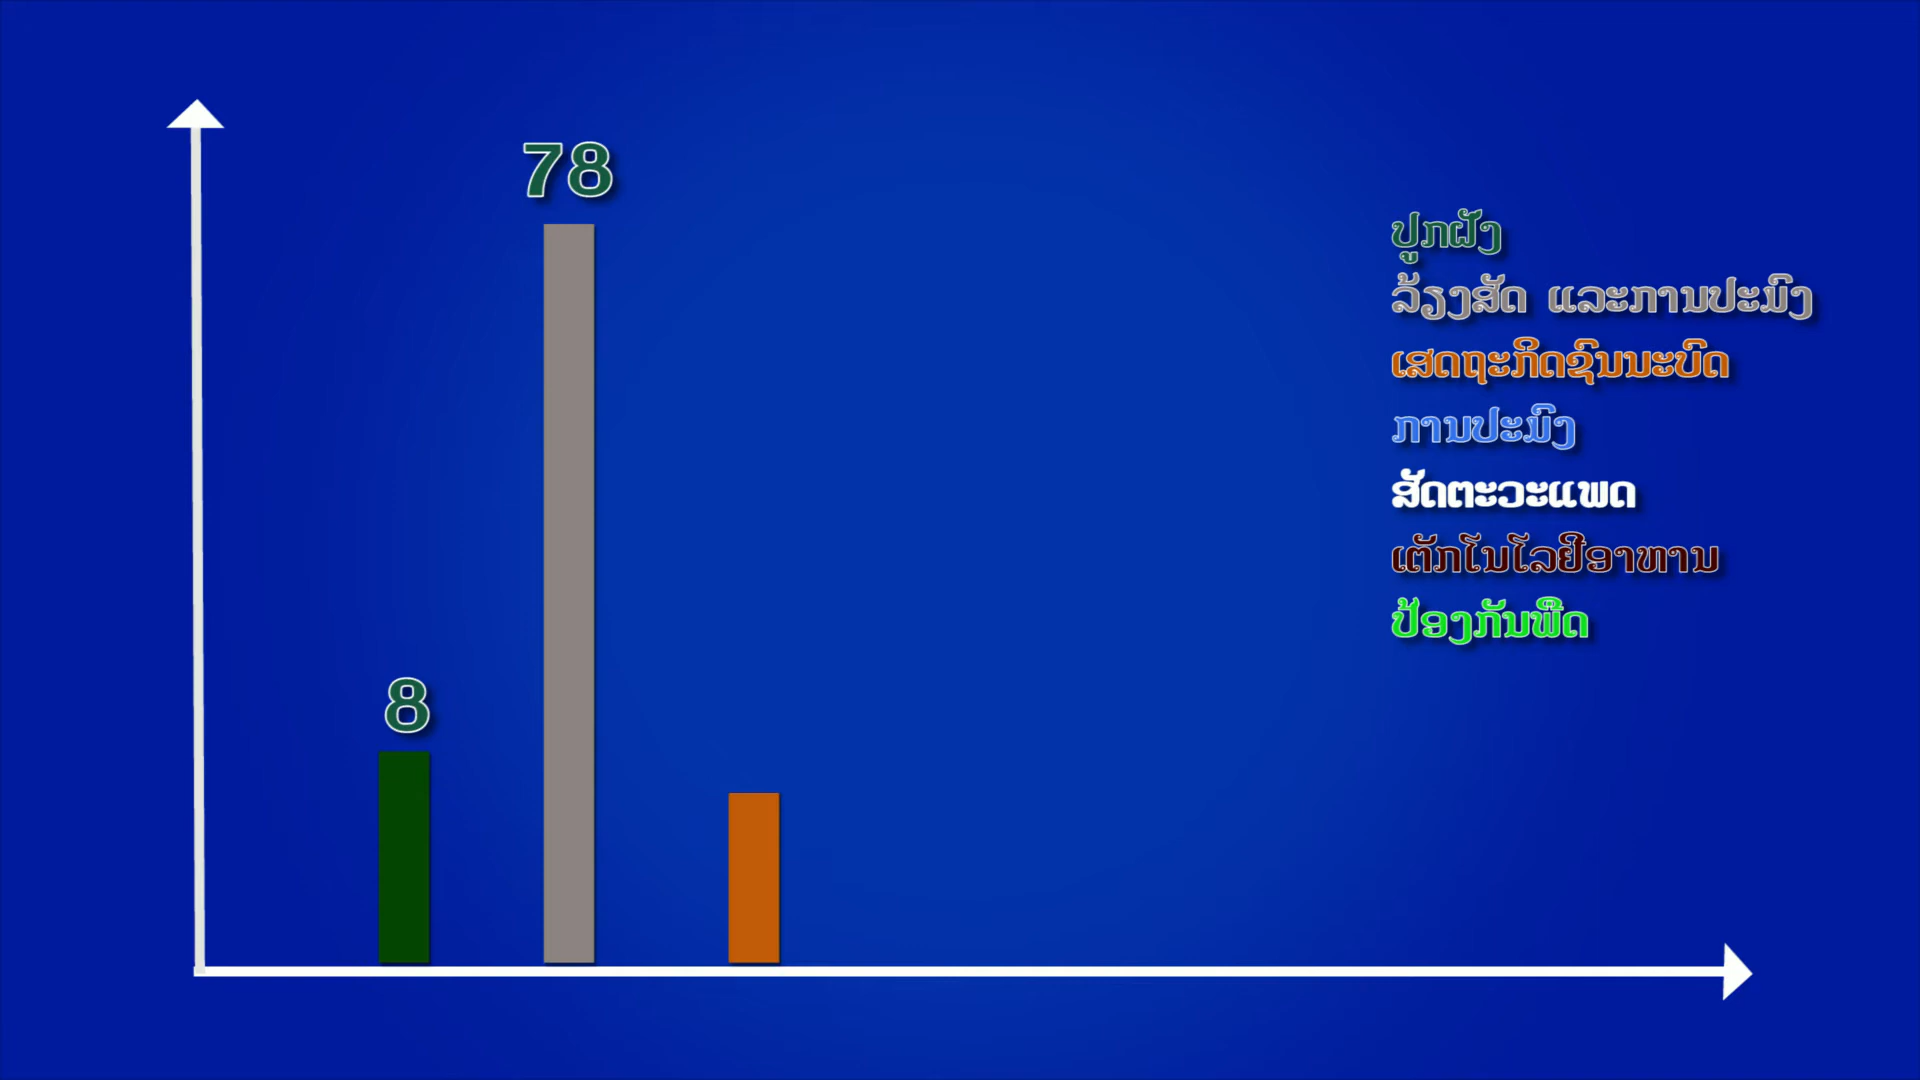 78
8
ປູກຝັງ
ລ້ຽງສັດ ແລະການປະມົງ
ເສດຖະກິດຊົນນະບົດ
ການປະມົງ
ສັດຕະວະແພດ
ເຕັກໂນໂລຢີອາຫານ
ປ້ອງກັນພືດ